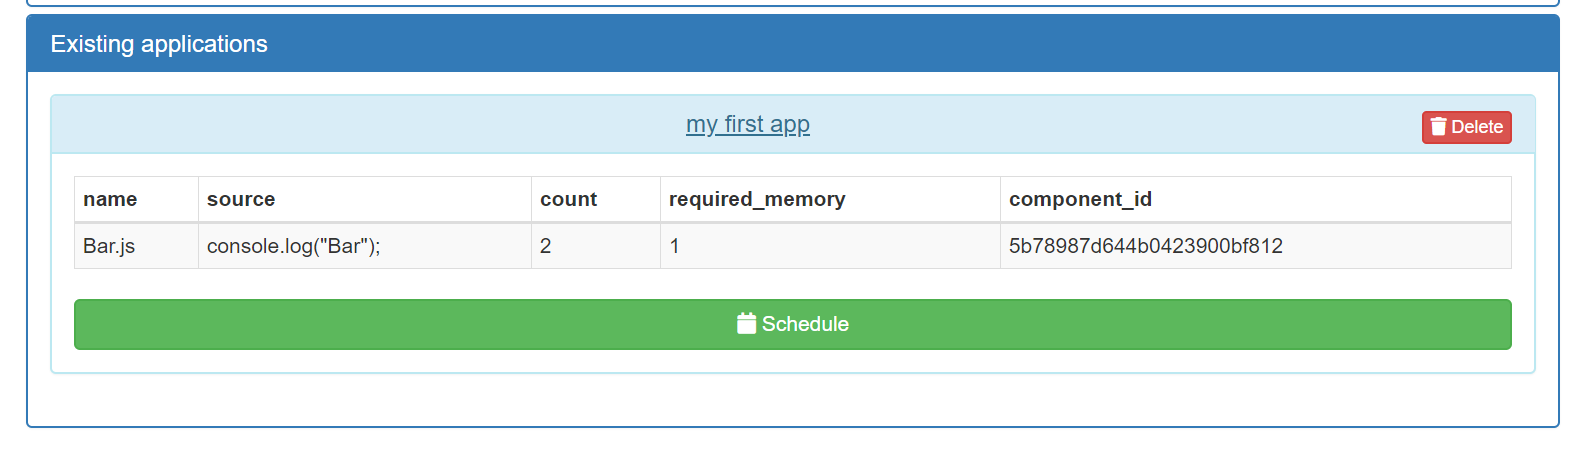 Existing applications
my first app
Delete
name source count required_memory component_id
Bar.js console.log("Bar"); 2 1 5b78987d644b0423900bf812
Schedule